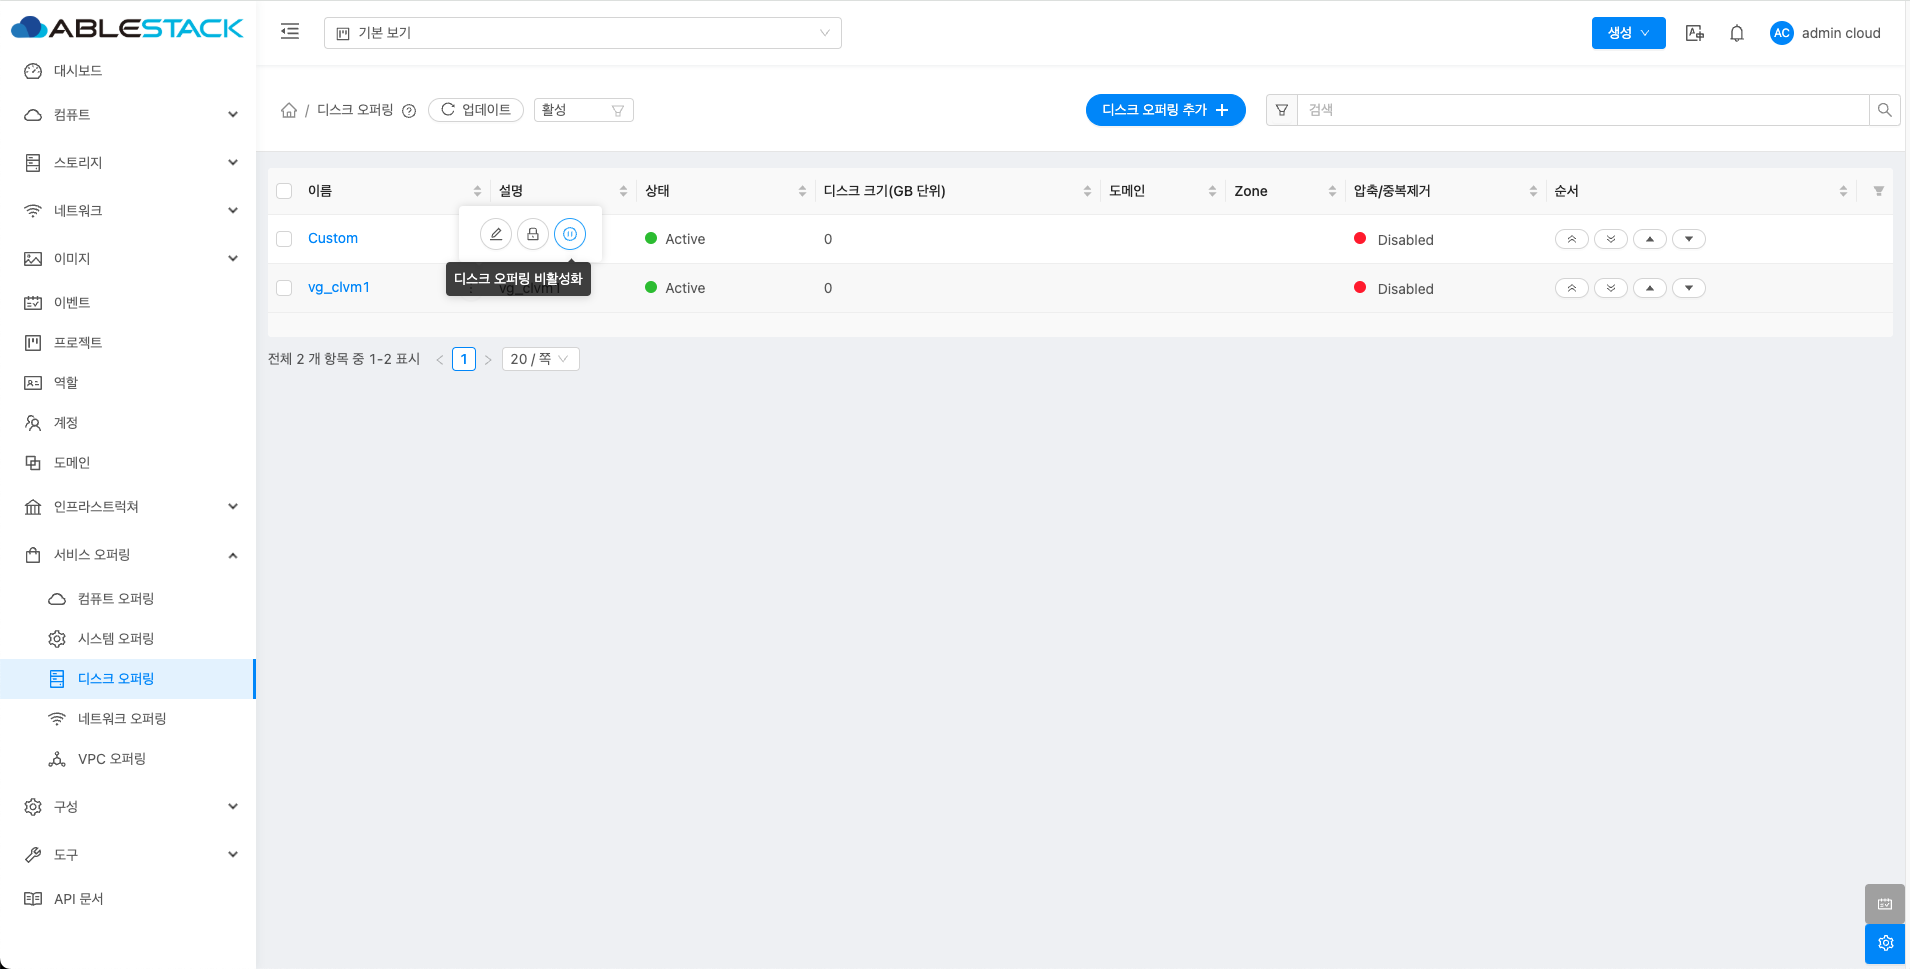 ABLESTACK
기본 보기
생성
AC
admin cloud
대시보드
컴퓨트
스토리지
네트워크
이미지
이벤트
프로젝트
역할
계정
도메인
인프라스트럭쳐
서비스 오퍼링
컴퓨트 오퍼링
시스템 오퍼링
디스크 오퍼링
네트워크 오퍼링
VPC 오퍼링
구성
도구
API 문서
/ 디스크 오퍼링
업데이트
활성
디스크 오퍼링 추가 +
검색
이름 설명 상태 디스크 크기(GB 단위) 도메인 Zone 압축/중복제거 순서
Custom Active 0 Disabled
디스크 오퍼링 비활성화
vg_clvm1 vg_clvm1 Active 0 Disabled
전체 2 개 항목 중 1-2 표시 < 1 > 20 / 쪽